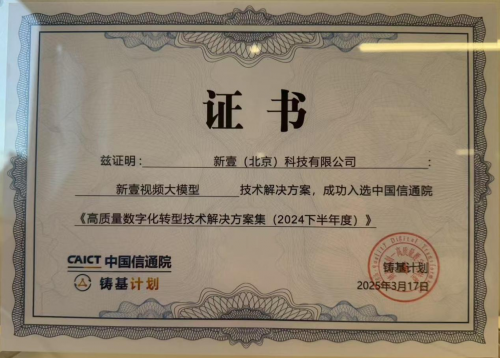 证书
兹证明： 新壹（北京）科技有限公司 ：
新壹视频大模型 技术解决方案，成功入选中国信通院
《高质量数字化转型技术解决方案集（2024下半年度）》
CAICT 中国信通院
铸基计划
铸基计划
2025年3月17日